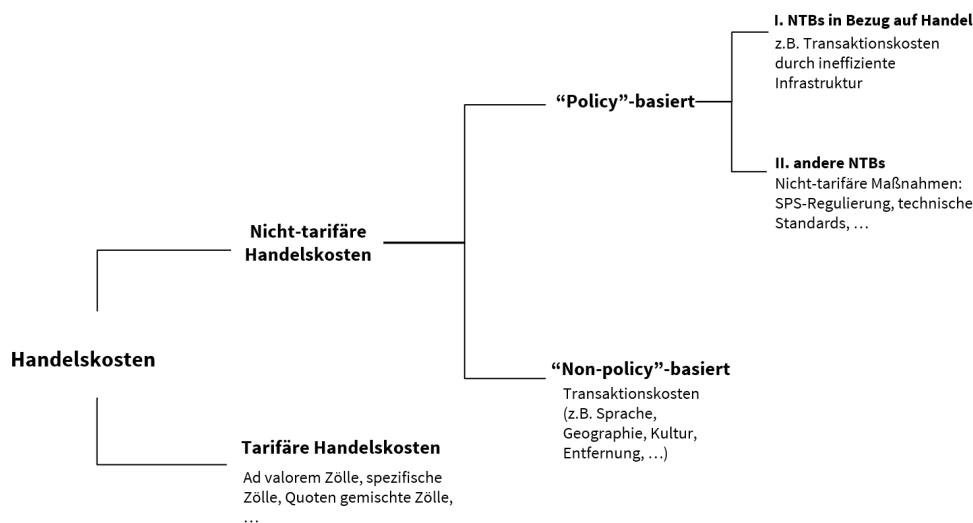 I. NTBs in Bezug auf Handel
z.B. Transaktionskosten
durch ineffiziente
Infrastruktur
“Policy”-basiert
II. andere NTBs
Nicht-tarifäre Maßnahmen:
SPS-Regulierung, technische
Standards, …
Nicht-tarifäre
Handelskosten
Handelskosten
“Non-policy”-basiert
Transaktionskosten
(z.B. Sprache,
Geographie, Kultur,
Entfernung, …)
Tarifäre Handelskosten
Ad valorem Zölle, spezifische
Zölle, Quoten gemischte Zölle,
…